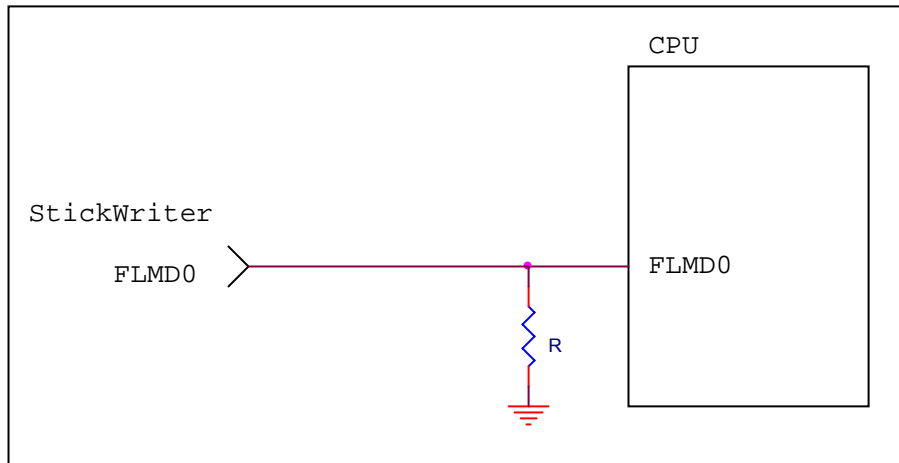 CPU
StickWriter
FLMD0
FLMD0
R